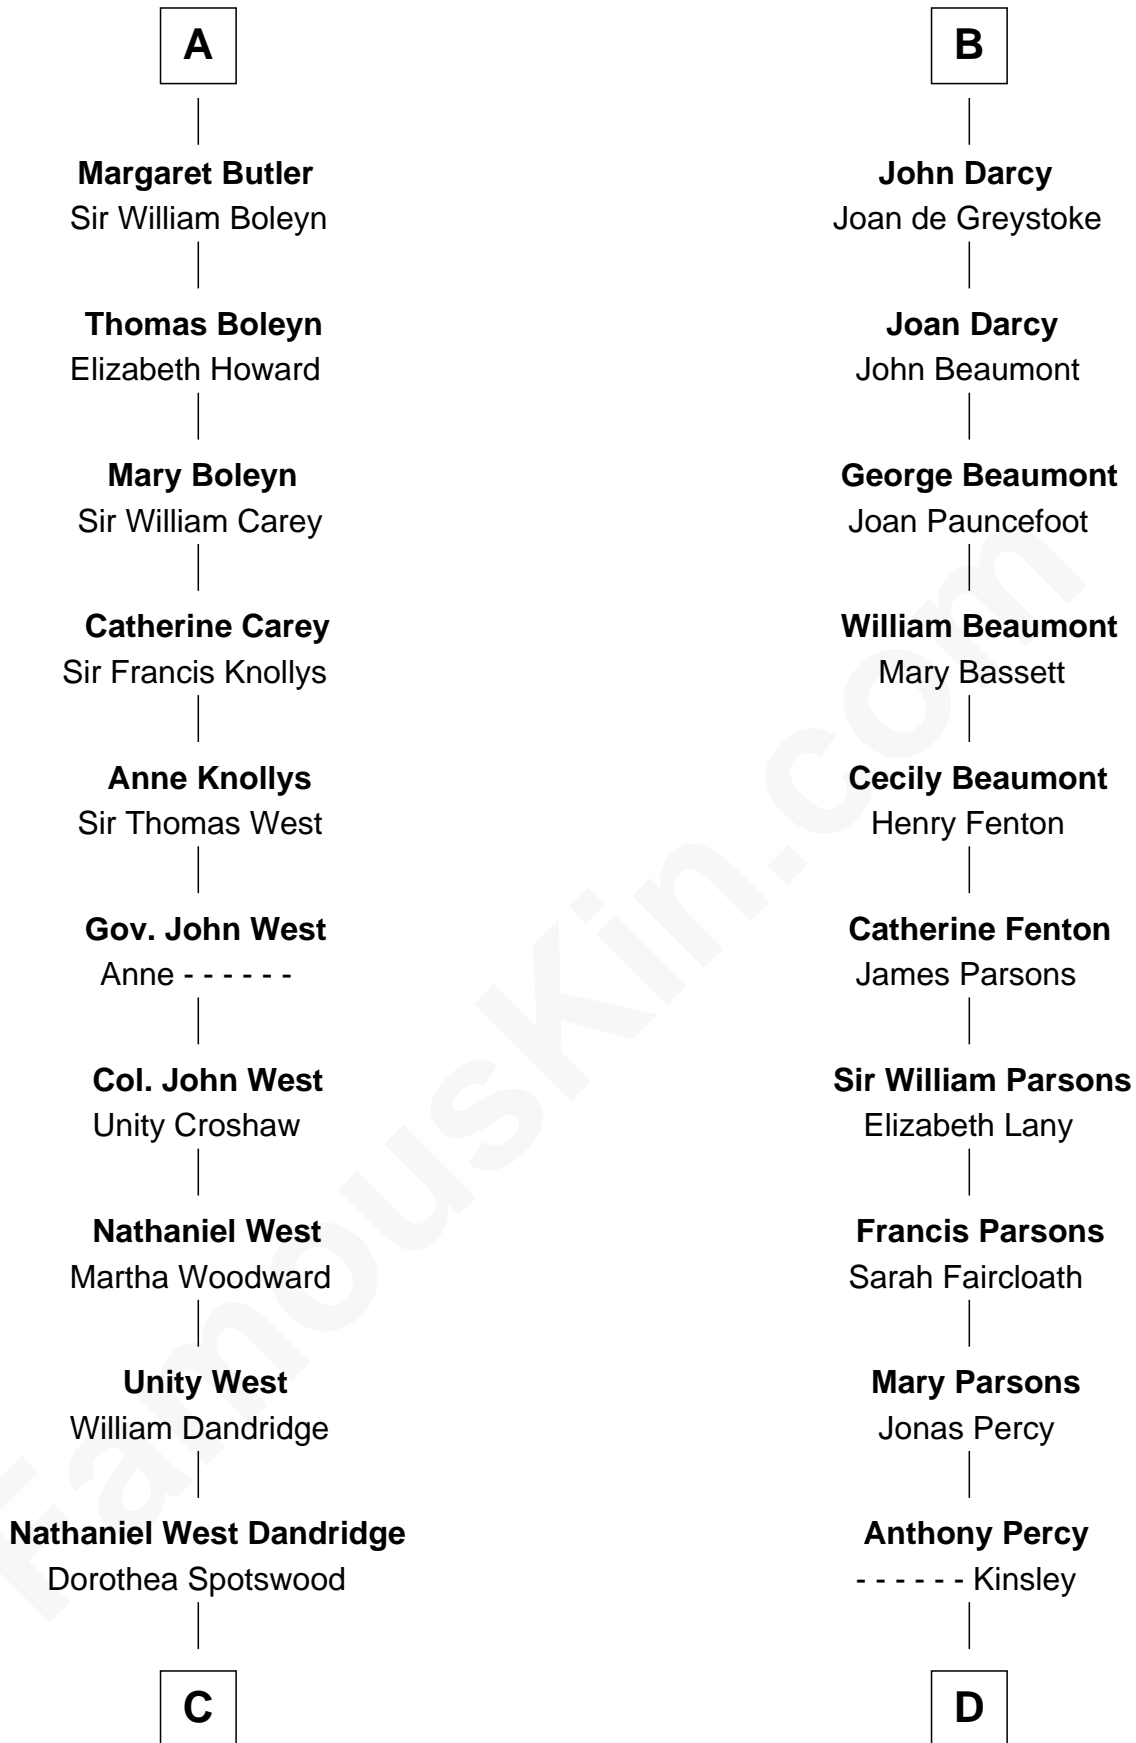 A
Margaret Butler
Sir William Boleyn
Thomas Boleyn
Elizabeth Howard
Mary Boleyn
Sir William Carey
Catherine Carey
Sir Francis Knollys
Anne Knollys
Sir Thomas West
Gov. John West
Anne - - - - - -
Col. John West
Unity Croshaw
Nathaniel West
Martha Woodward
Unity West
William Dandridge
Nathaniel West Dandridge
Dorothea Spotswood
C
B
John Darcy
Joan de Greystoke
Joan Darcy
John Beaumont
George Beaumont
Joan Pauncefoot
William Beaumont
Mary Bassett
Cecily Beaumont
Henry Fenton
Catherine Fenton
James Parsons
Sir William Parsons
Elizabeth Lany
Francis Parsons
Sarah Faircloath
Mary Parsons
Jonas Percy
Anthony Percy
- - - - - - Kinsley
D
FamousKin.com